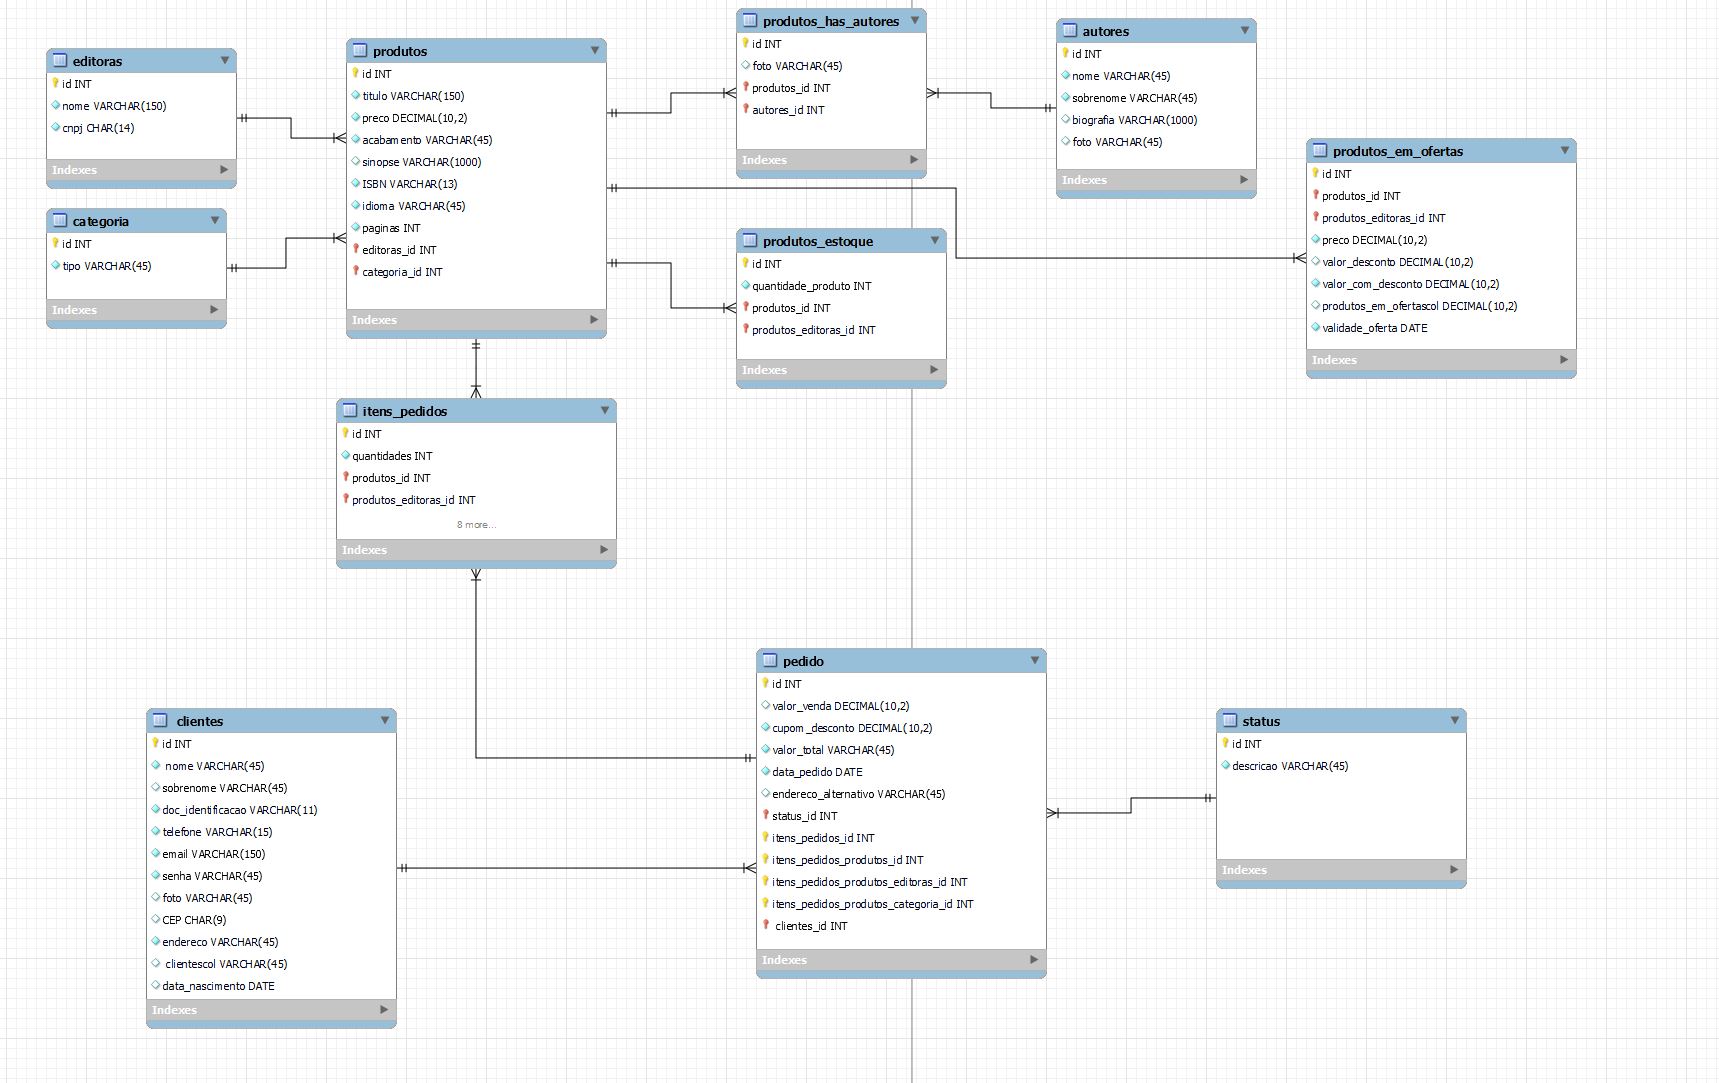 editoras
id INT
nome VARCHAR(150)
cnpj CHAR(14)
Indexes
categoria
id INT
tipo VARCHAR(45)
Indexes
produtos
id INT
titulo VARCHAR(150)
preco DECIMAL(10,2)
acabamento VARCHAR(45)
sinopse VARCHAR(1000)
ISBN VARCHAR(13)
idioma VARCHAR(45)
paginas INT
editoras_id INT
categoria_id INT
Indexes
produtos_has_autores
id INT
foto VARCHAR(45)
produtos_id INT
autores_id INT
Indexes
autores
id INT
nome VARCHAR(45)
sobrenome VARCHAR(45)
biografia VARCHAR(1000)
foto VARCHAR(45)
Indexes
produtos_em_ofertas
id INT
produtos_id INT
produtos_editoras_id INT
preco DECIMAL(10,2)
valor_desconto DECIMAL(10,2)
valor_com_desconto DECIMAL(10,2)
produtos_em_ofertascol DECIMAL(10,2)
validade_oferta DATE
Indexes
produtos_estoque
id INT
quantidade_produto INT
produtos_id INT
produtos_editoras_id INT
Indexes
itens_pedidos
id INT
quantidades INT
produtos_id INT
produtos_editoras_id INT
8 more...
Indexes
clientes
id INT
nome VARCHAR(45)
sobrenome VARCHAR(45)
doc_identificacao VARCHAR(11)
telefone VARCHAR(15)
email VARCHAR(150)
senha VARCHAR(45)
foto VARCHAR(45)
CEP CHAR(9)
endereco VARCHAR(45)
clientescol VARCHAR(45)
data_nascimento DATE
Indexes
pedido
id INT
valor_venda DECIMAL(10,2)
cupom_desconto DECIMAL(10,2)
valor_total VARCHAR(45)
data_pedido DATE
endereco_alternativo VARCHAR(45)
status_id INT
itens_pedidos_id INT
itens_pedidos_produtos_id INT
itens_pedidos_produtos_editoras_id INT
itens_pedidos_produtos_categoria_id INT
clientes_id INT
Indexes
status
id INT
descricao VARCHAR(45)
Indexes